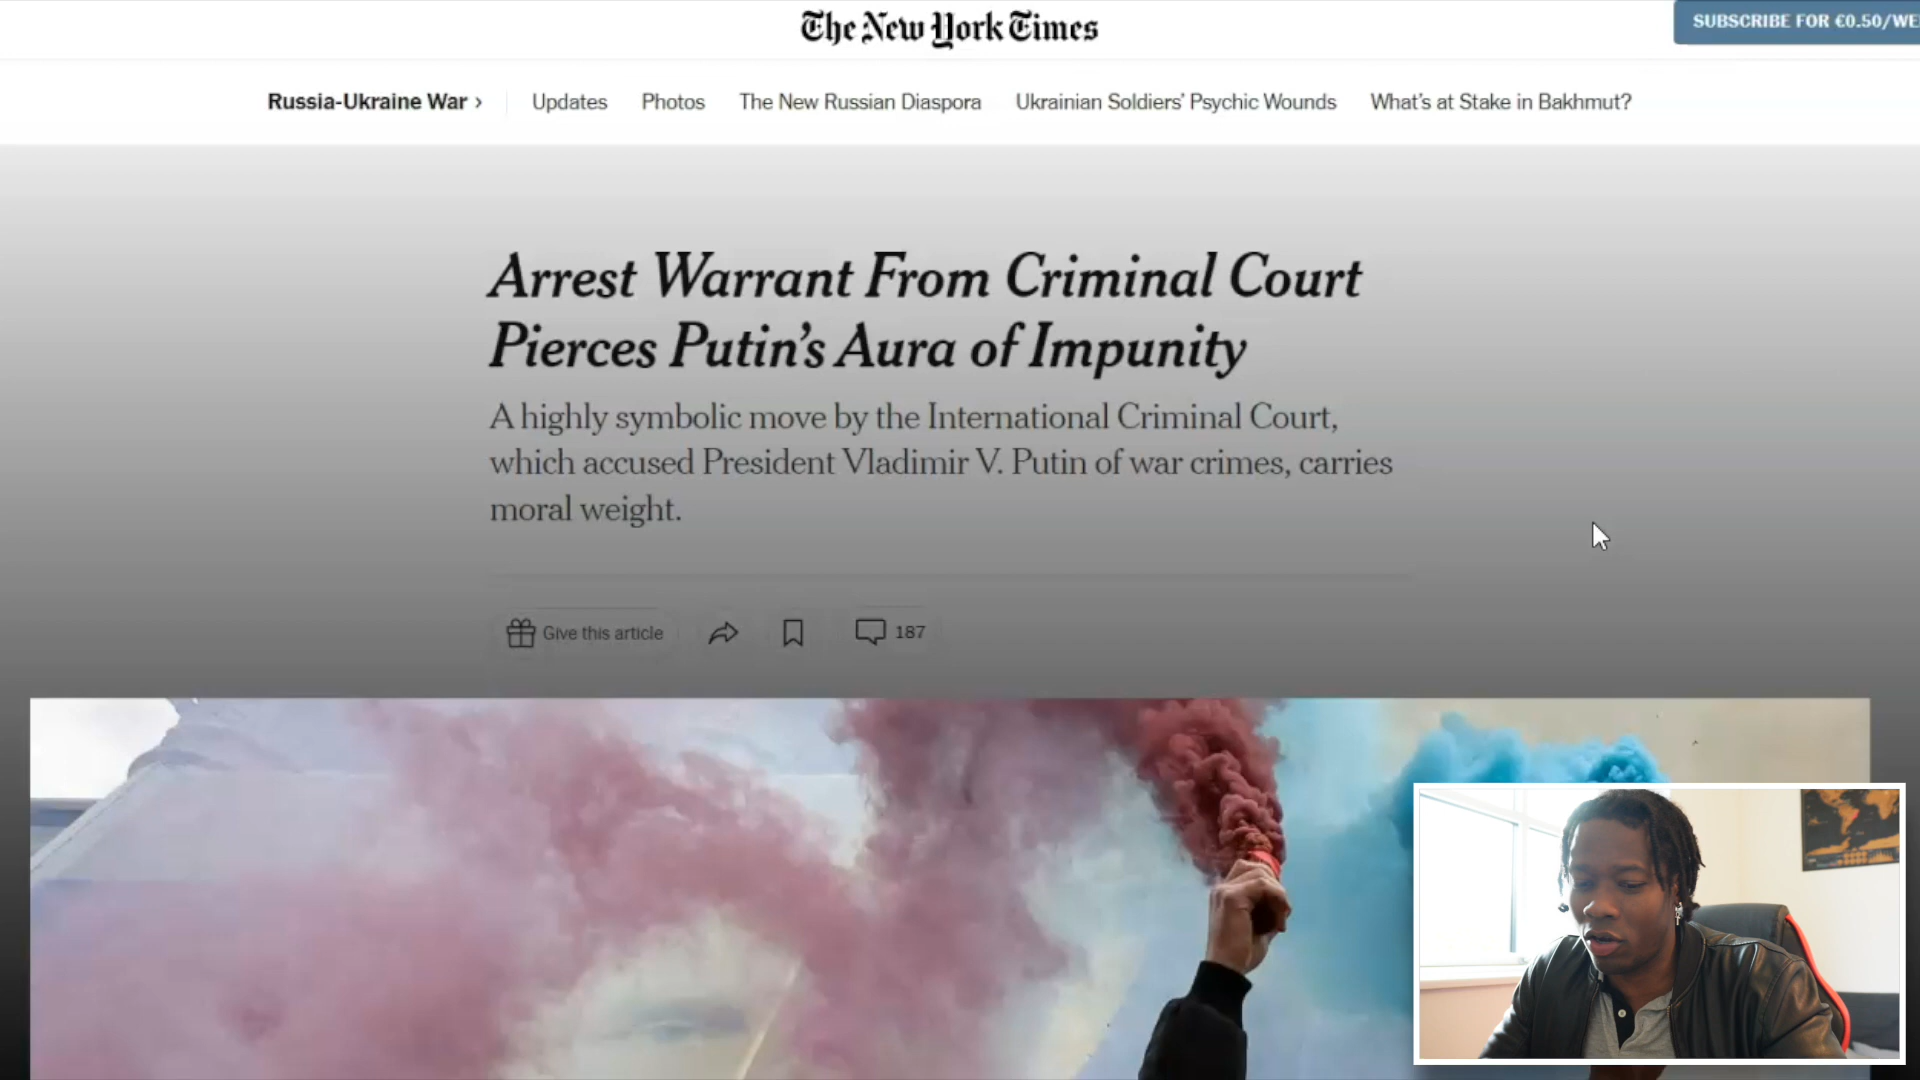 The New York Times
SUBSCRIBE FOR €0.50/WE
Russia-Ukraine War ›
Updates
Photos
The New Russian Diaspora
Ukrainian Soldiers' Psychic Wounds
What's at Stake in Bakhmut?
Arrest Warrant From Criminal Court
Pierces Putin's Aura of Impunity
A highly symbolic move by the International Criminal Court,
which accused President Vladimir V. Putin of war crimes, carries
moral weight.
Give this article
187